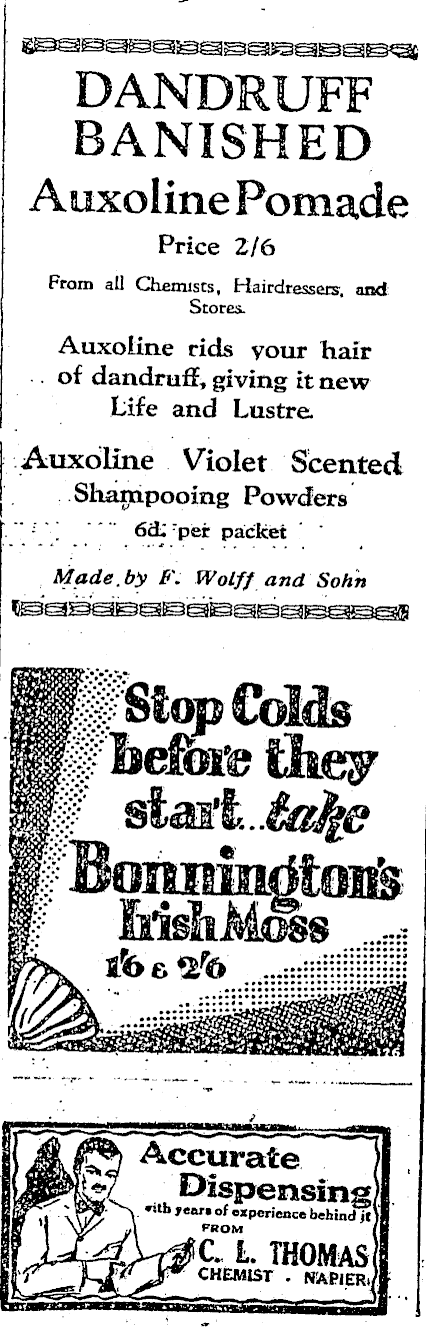 DANDRUFF
BANISHED
Auxoline Pomade
Price 2/6
From all Chemists, Hairdressers, and
Stores.
Auxoline rids your hair
of dandruff, giving it new
Life and Lustre.
Auxoline Violet Scented
Shampooing Powders
6d. per packet
Made by F. Wolff and Sohn
Stop Colds
before they
start...take
Bonnington's
Irish Moss
1/6 & 2/6
Accurate
Dispensing
with years of experience behind it
FROM
C. L. THOMAS
CHEMIST - NAPIER